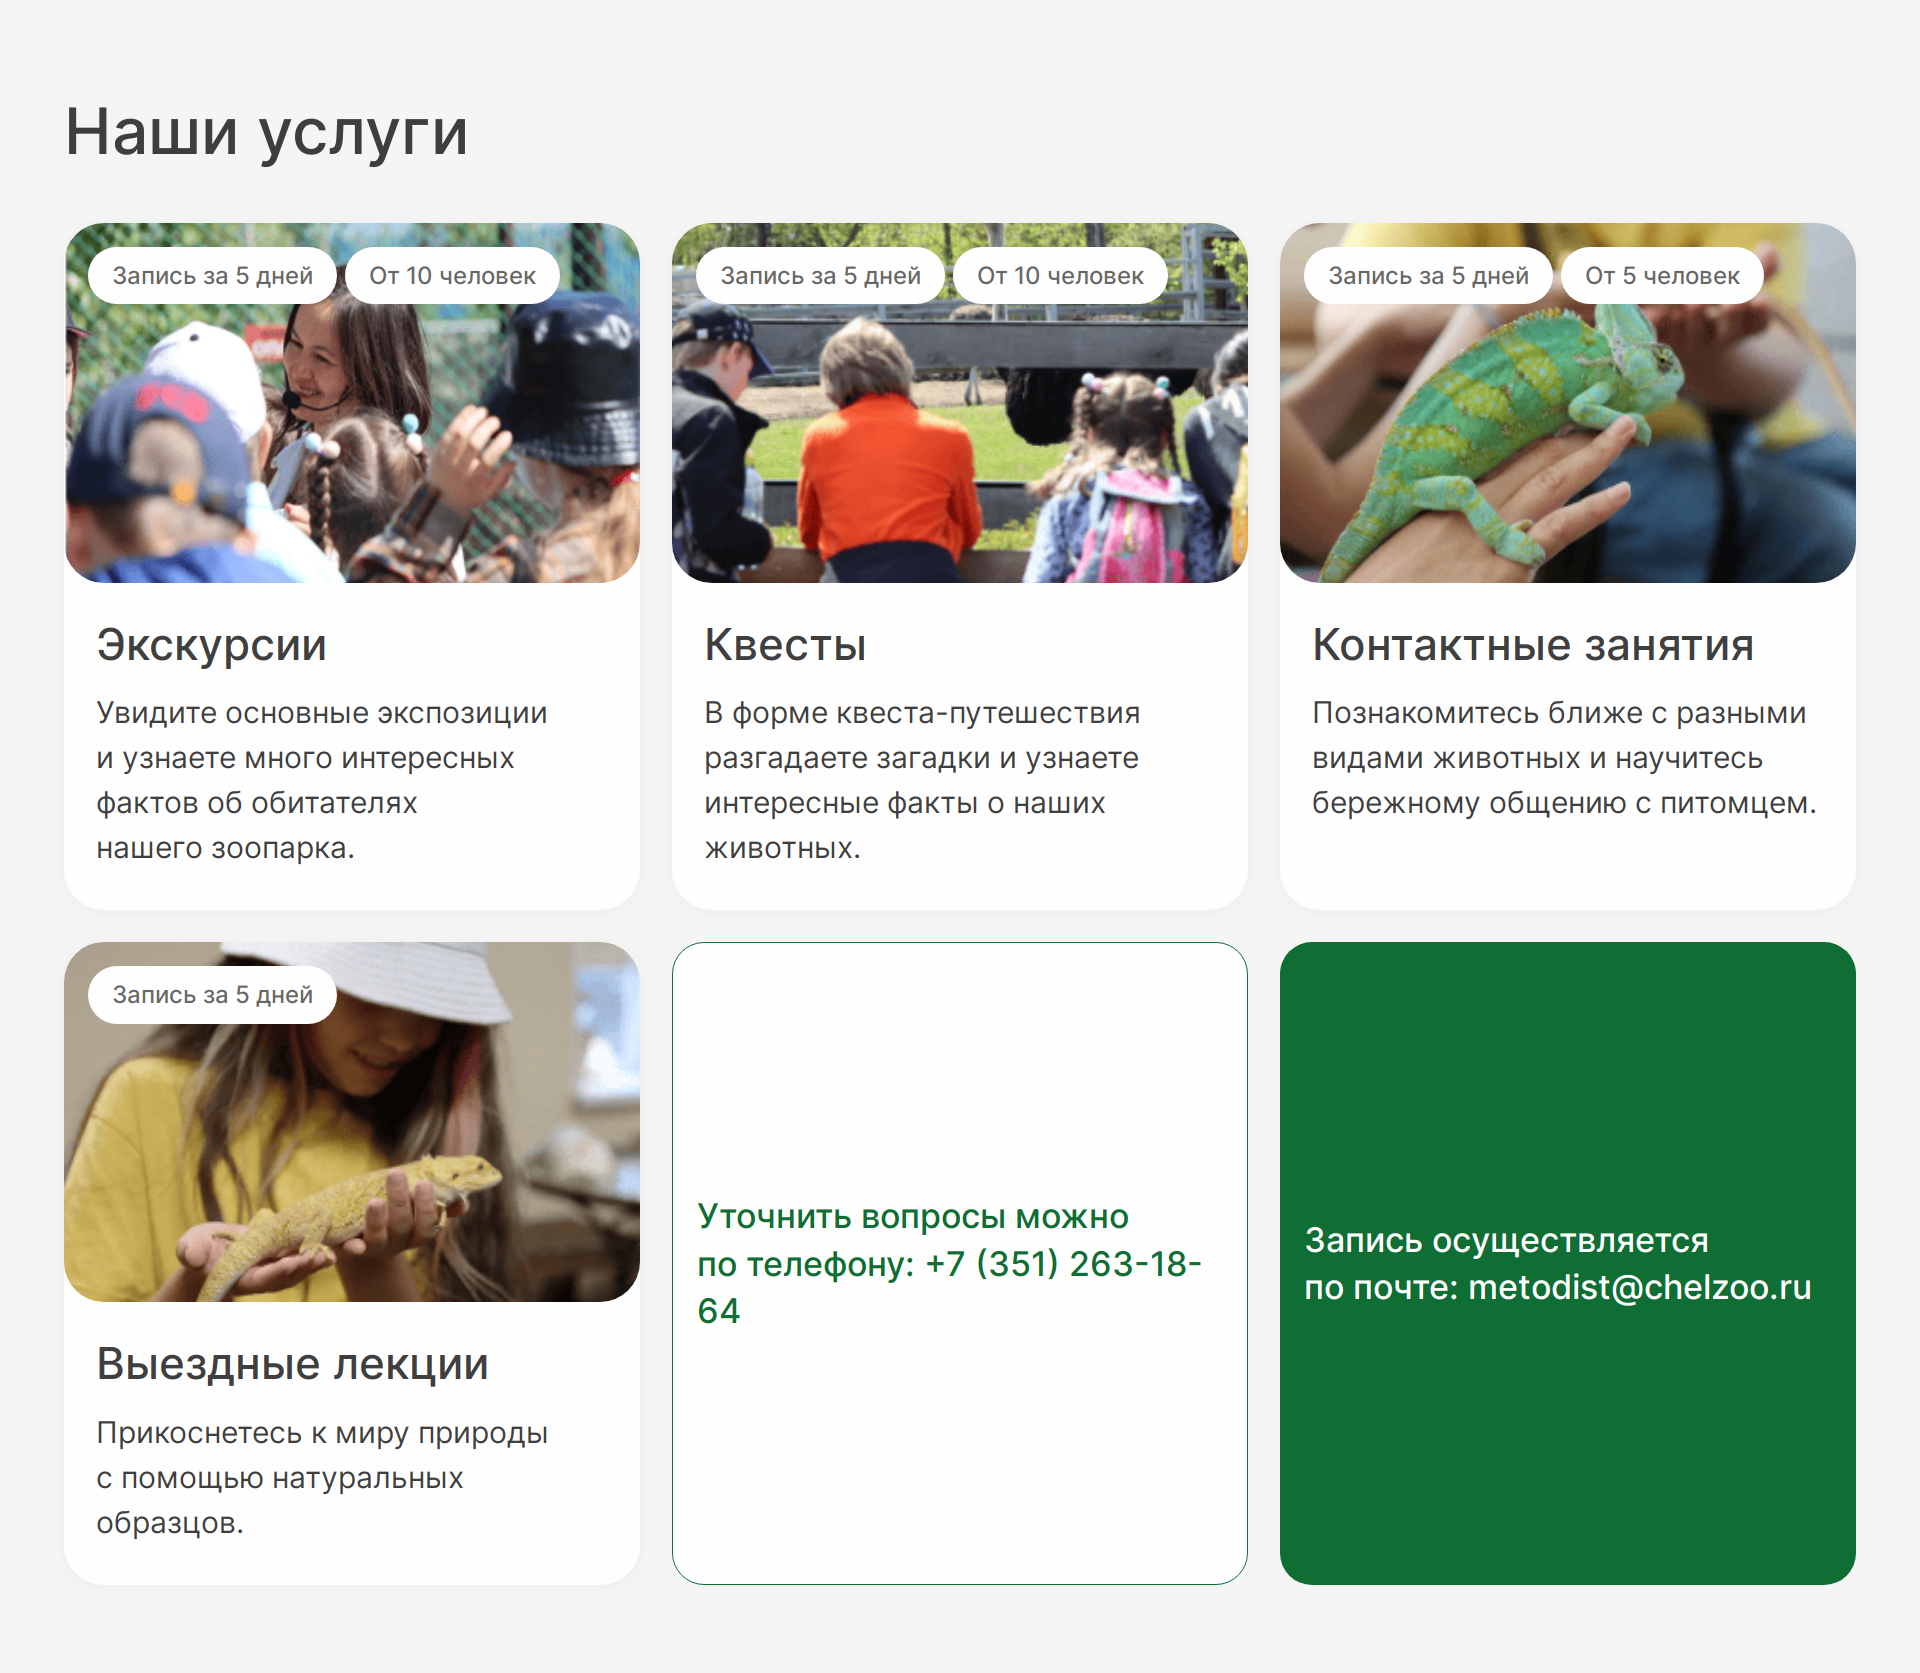 Наши услуги
Запись за 5 дней
От 10 человек
Запись за 5 дней
От 10 человек
Запись за 5 дней
От 5 человек
Экскурсии
Увидите основные экспозиции
и узнаете много интересных
фактов об обитателях
нашего зоопарка.
Квесты
В форме квеста-путешествия
разгадаете загадки и узнаете
интересные факты о наших
животных.
Контактные занятия
Познакомитесь ближе с разными
видами животных и научитесь
бережному общению с питомцем.
Запись за 5 дней
Выездные лекции
Прикоснетесь к миру природы
с помощью натуральных
образцов.
Уточнить вопросы можно
по телефону: +7 (351) 263-18-
64
Запись осуществляется
по почте: metodist@chelzoo.ru